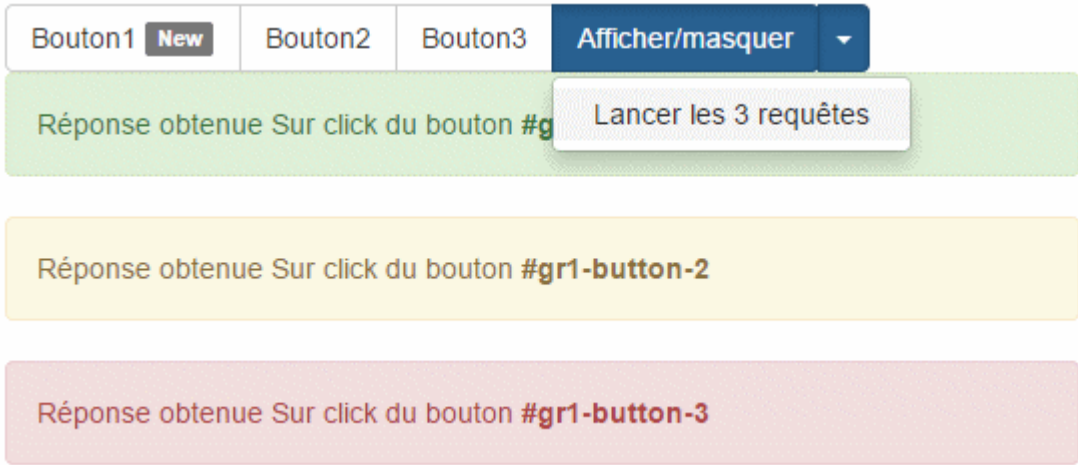 Bouton1 New Bouton2 Bouton3 Afficher/masquer
Lancer les 3 requêtes
Réponse obtenue Sur click du bouton #g
Réponse obtenue Sur click du bouton #gr1-button-2
Réponse obtenue Sur click du bouton #gr1-button-3